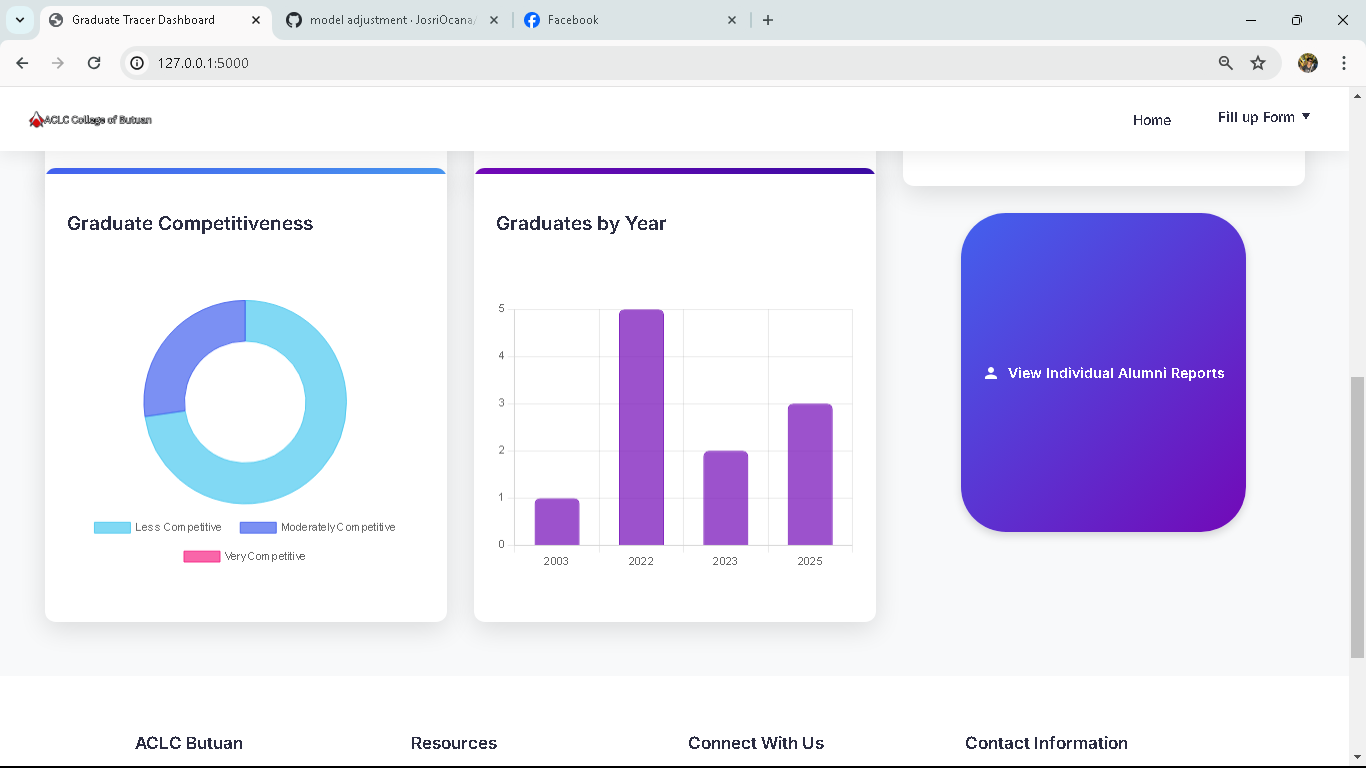 Graduate Tracer Dashboard
model adjustment · JosriOcana/
Facebook
127.0.0.1:5000
ACLC College of Butuan
Home
Fill up Form
Graduate Competitiveness
Less Competitive
Moderately Competitive
Very Competitive
Graduates by Year
5
4
3
2
1
0
2003 2022 2023 2025
View Individual Alumni Reports
ACLC Butuan
Resources
Connect With Us
Contact Information